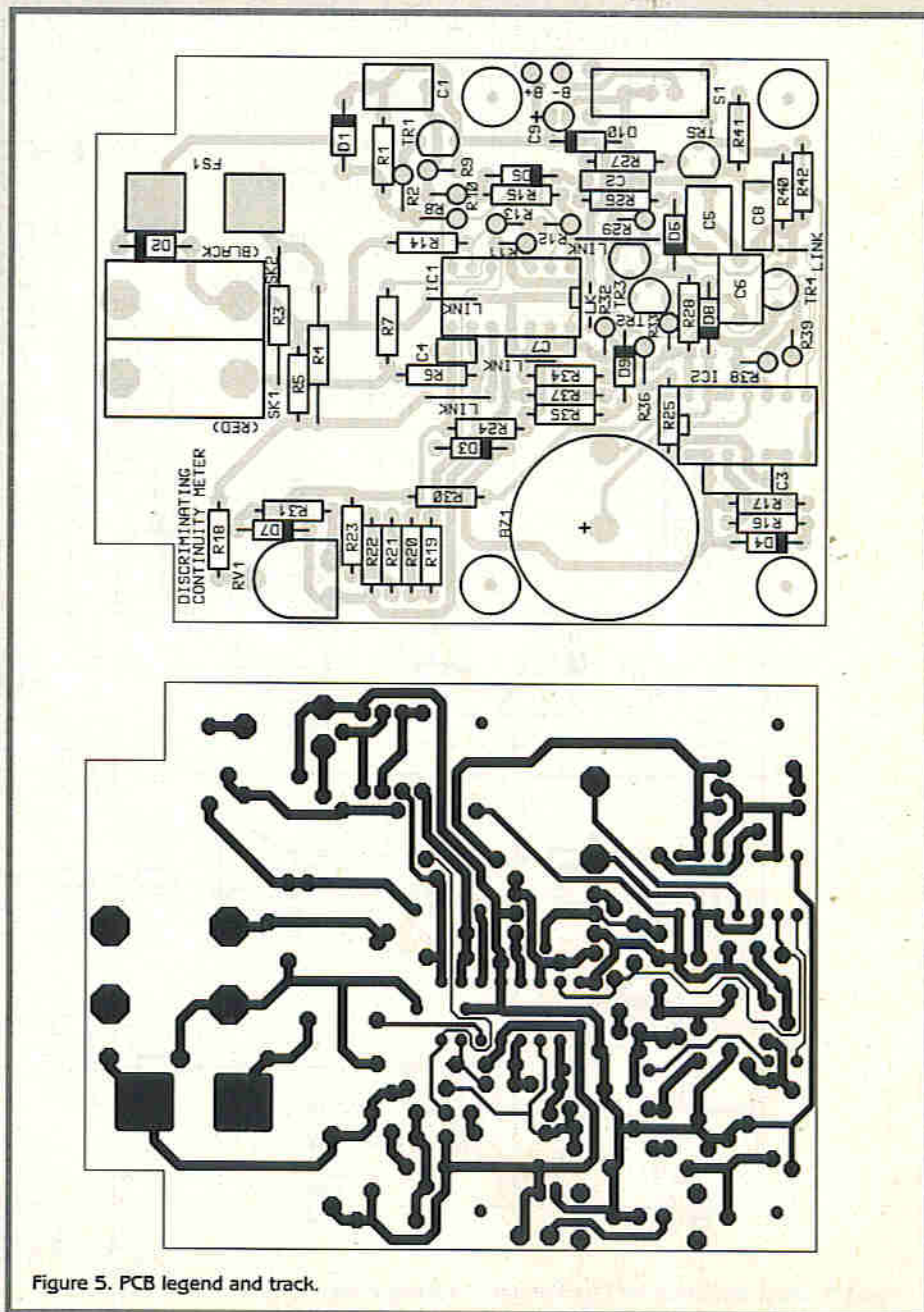 C1
B+
B-
S1
D1
R1
TR1
C9
+
D10
TR5
R41
FS1
R2
R9
R27
R8
R10
D5
C2
R40
R42
R15
R26
C5
C8
D2
(BLACK)
R14
R13
R12
R29
D6
R11
LINK
SK2
IC1
TR3
C6
TR4
LINK
R3
LINK
LK
R32
TR2
R28
D8
R7
R33
R39
R4
C4
C7
R5
R6
LINK
R34
D9
R38
IC2
SK1
R37
R36
(RED)
LINK
R35
R25
R24
D3
DISCRIMINATING
CONTINUITY METER
R18
R31
R30
C3
D7
R23
BZ1
R17
RV1
R22
+
R16
R21
D4
R20
R19
Figure 5. PCB legend and track.